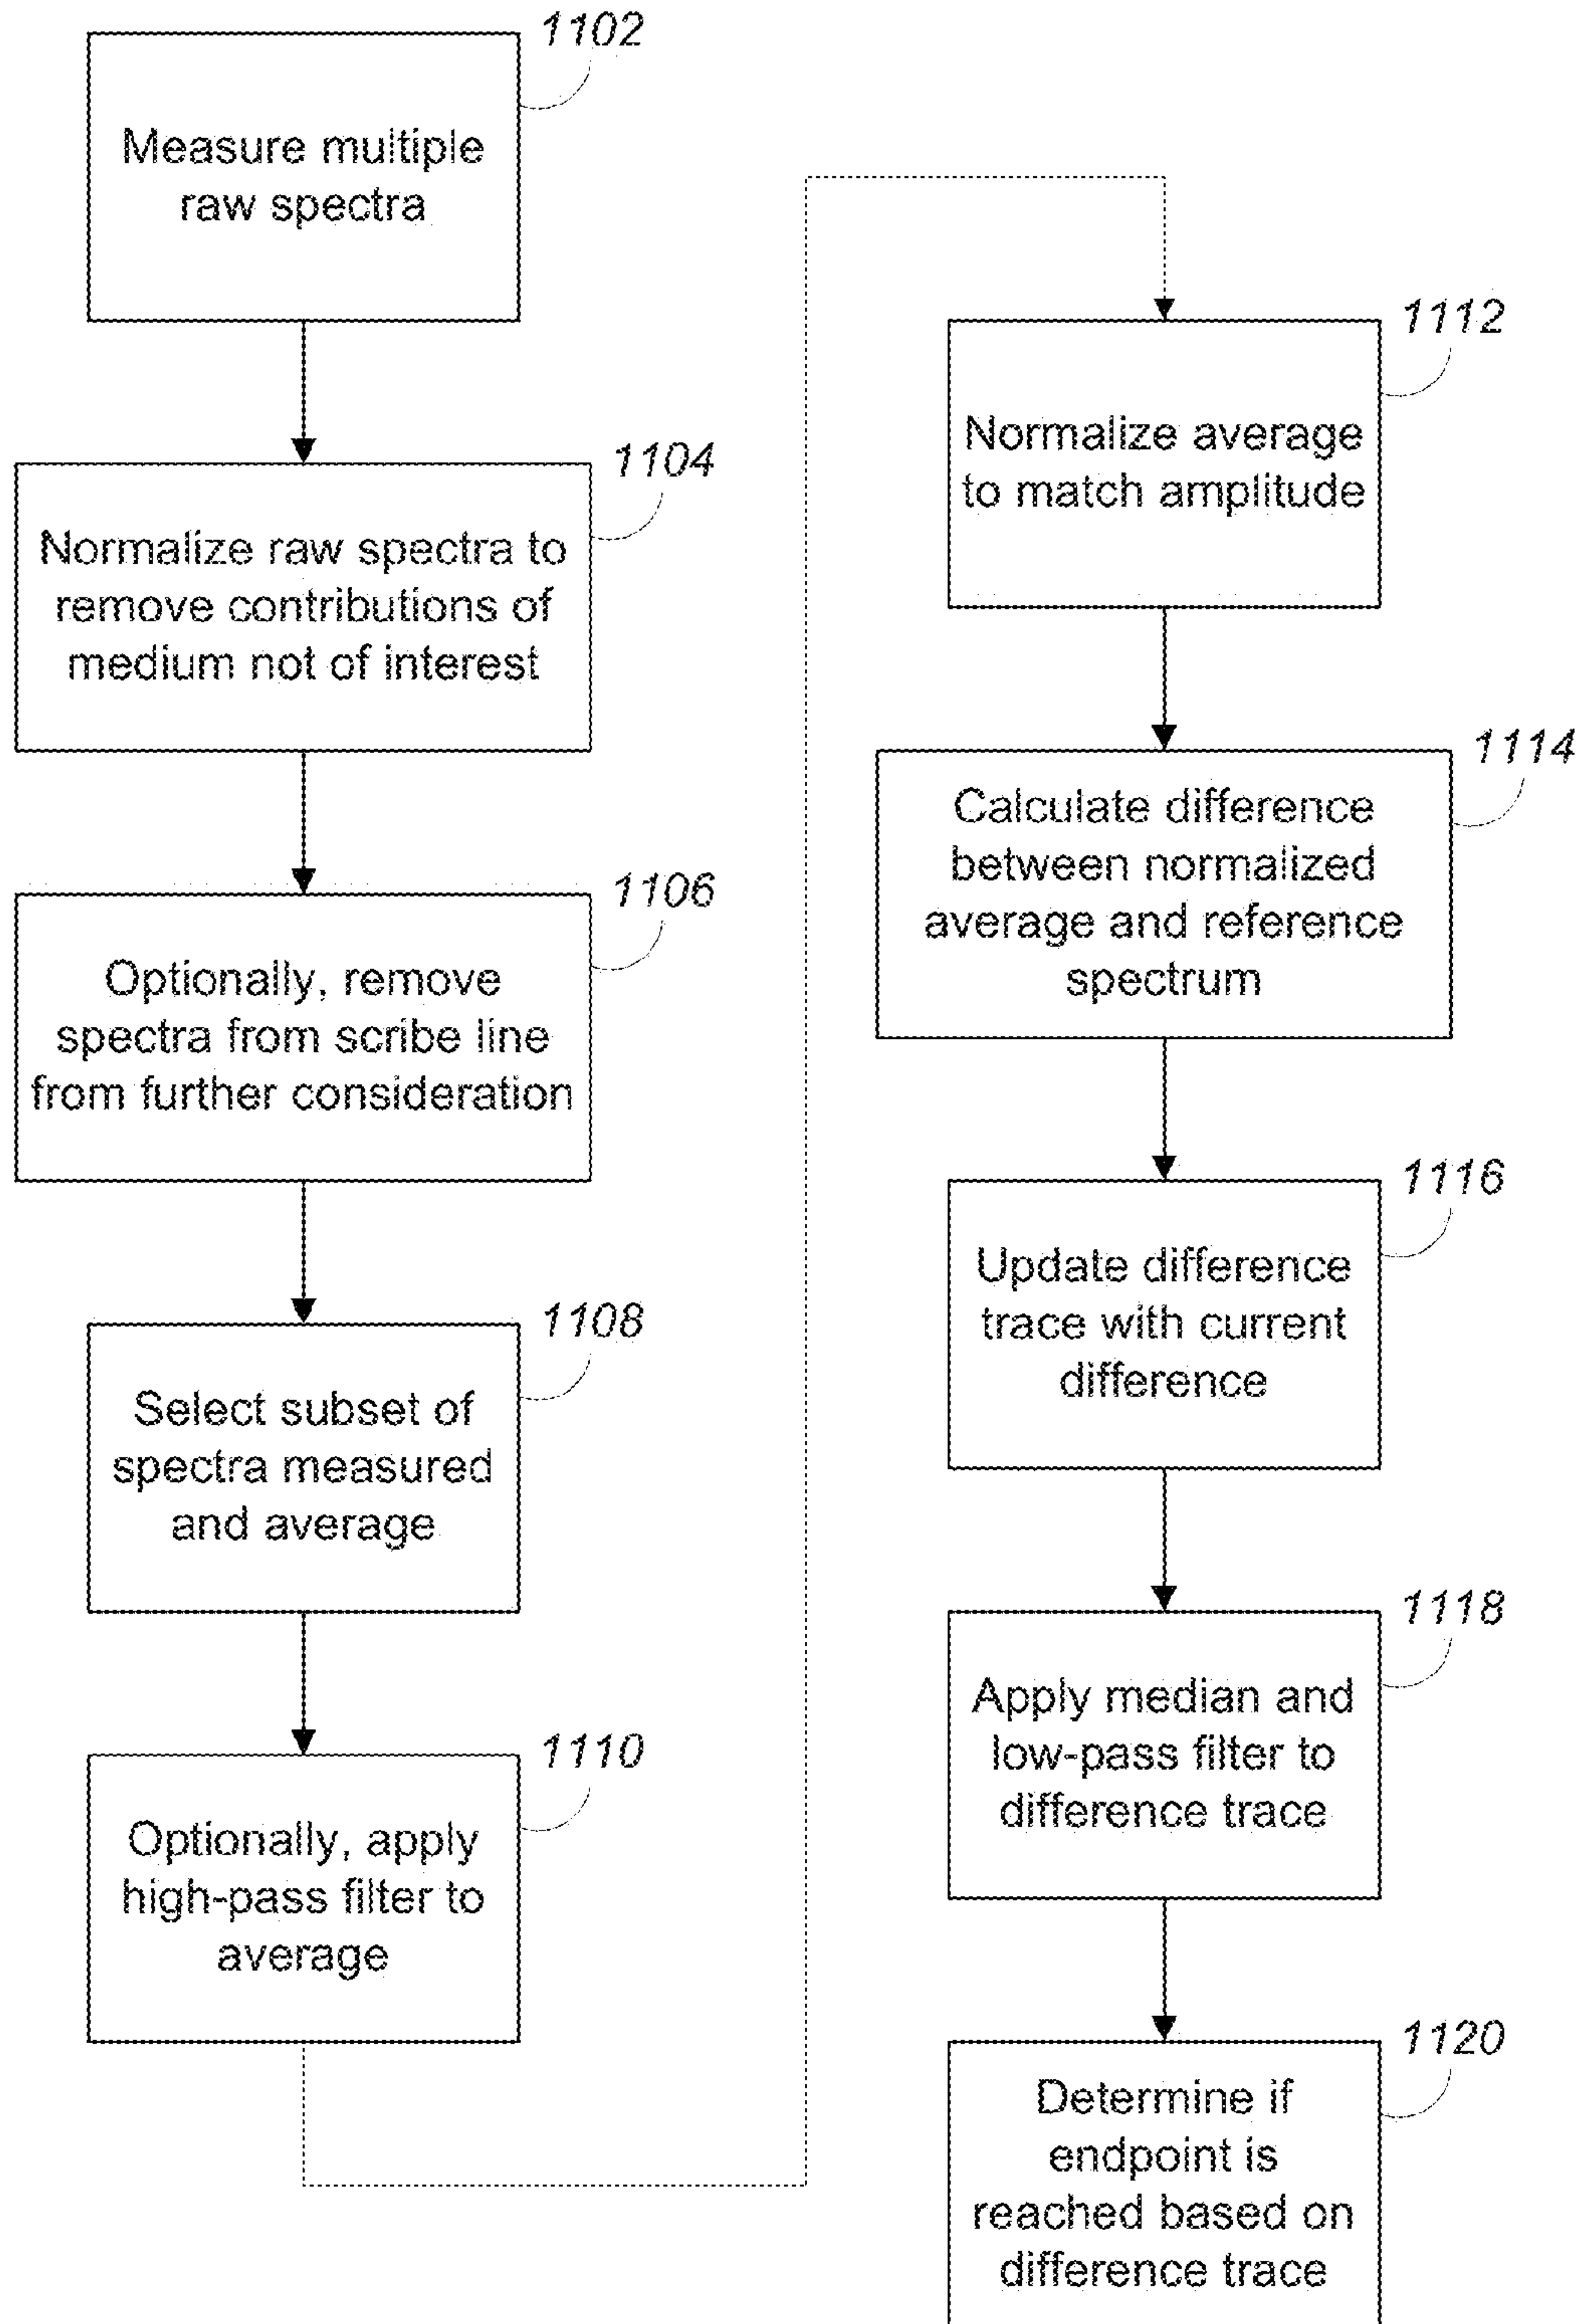 1102
Measure multiple
raw spectra
1104
Normalize raw spectra to
remove contributions of
medium not of interest
1106
Optionally, remove
spectra from scribe line
from further consideration
1108
Select subset of
spectra measured
and average
1110
Optionally, apply
high-pass filter to
average
1112
Normalize average
to match amplitude
1114
Calculate difference
between normalized
average and reference
spectrum
1116
Update difference
trace with current
difference
1118
Apply median and
low-pass filter to
difference trace
1120
Determine if
endpoint is
reached based on
difference trace